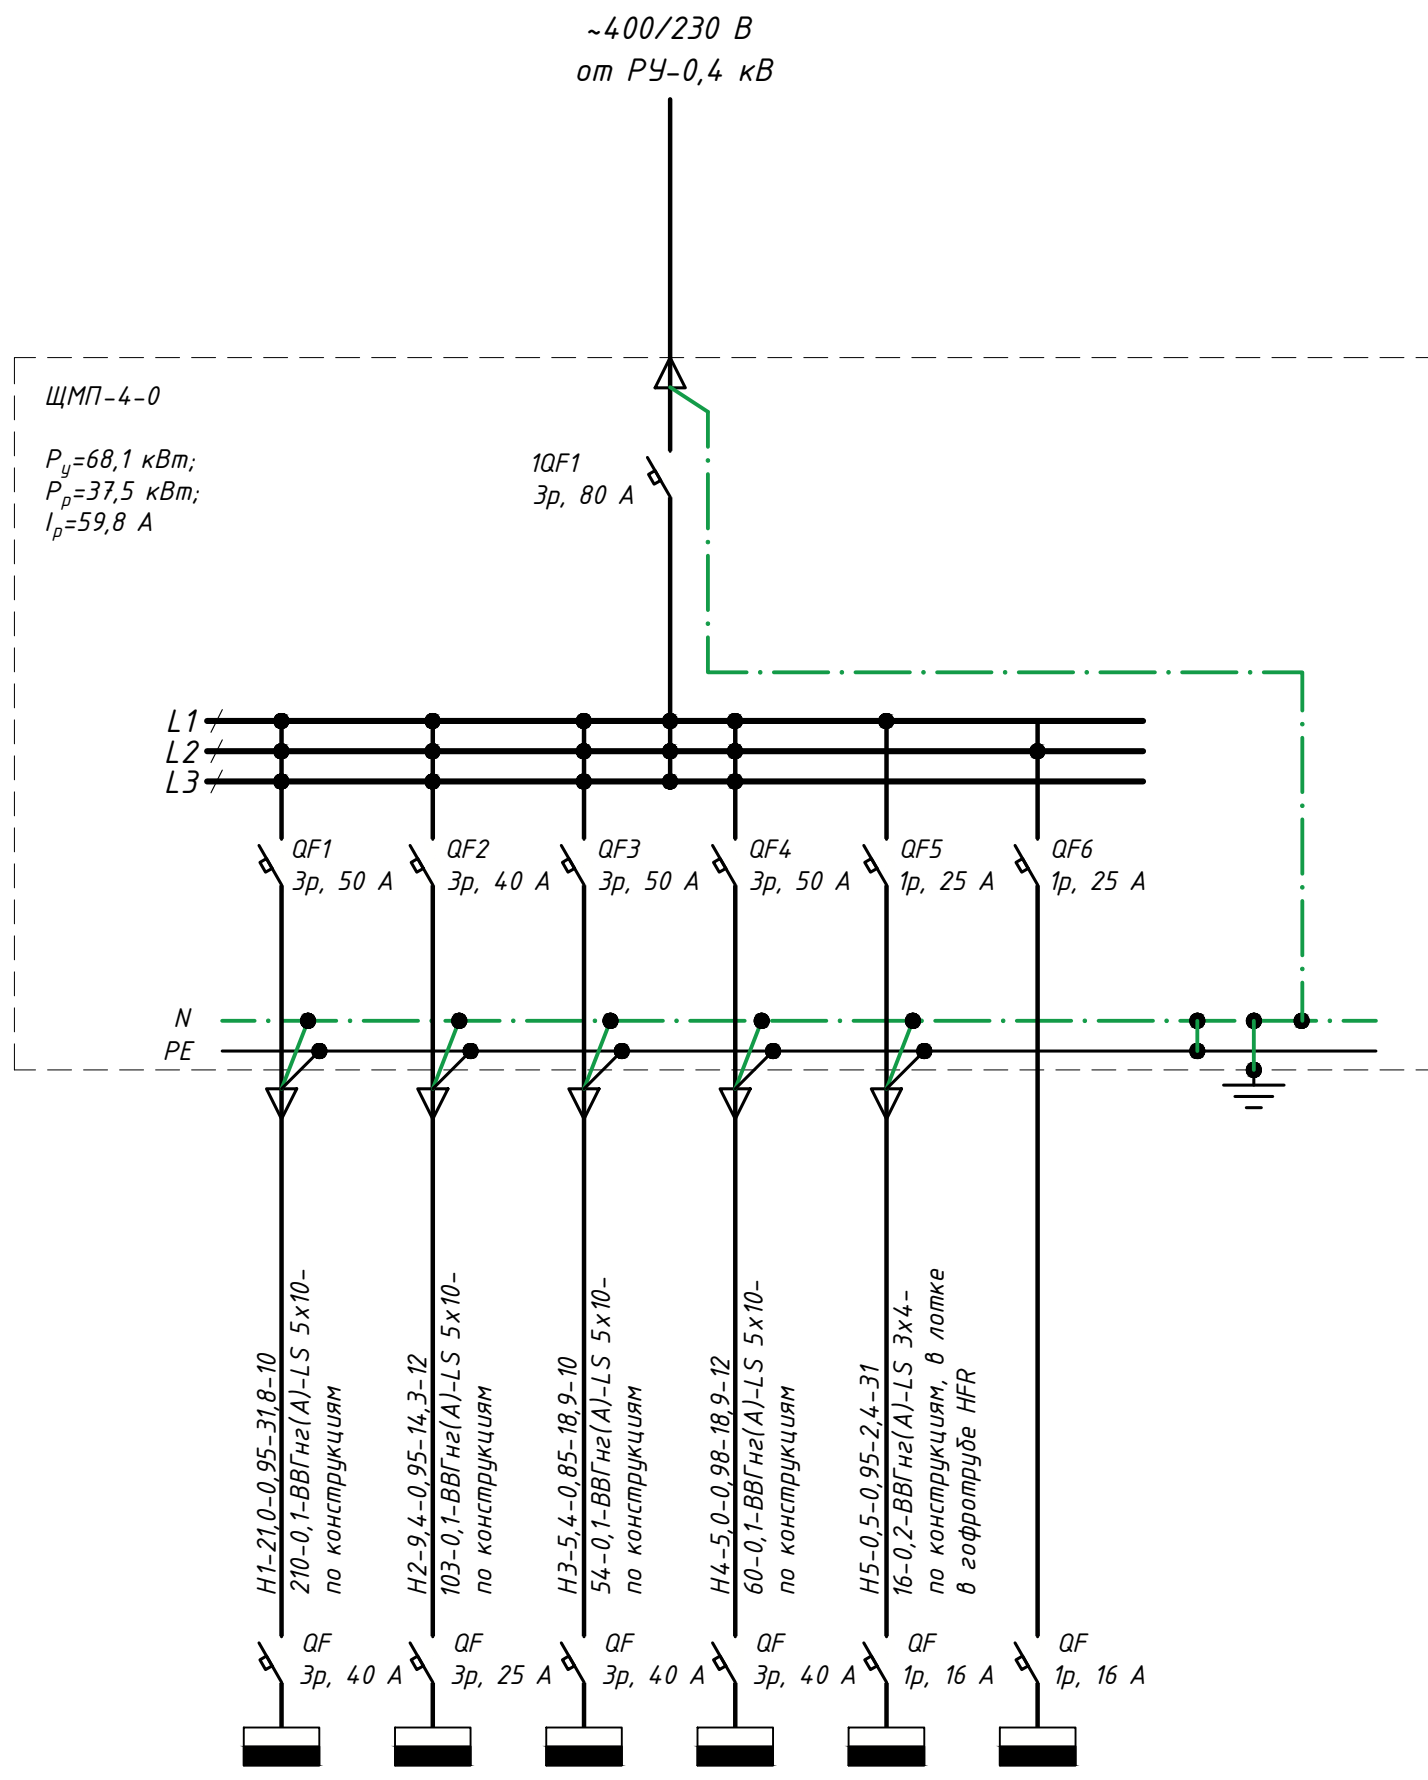 ~400/230 В
от РУ-0,4 кВ
ЩМП-4-0
Pу=68,1 кВт;
Pр=37,5 кВт;
Iр=59,8 А
1QF1
3р, 80 А
L1
L2
L3
QF1
3р, 50 А
QF2
3р, 40 А
QF3
3р, 50 А
QF4
3р, 50 А
QF5
1р, 25 А
QF6
1р, 25 А
N
PE
Н1-21,0-0,95-31,8-10
210-0,1-ВВГнг(А)-LS 5х10-
по конструкциям
Н2-9,4-0,95-14,3-12
103-0,1-ВВГнг(А)-LS 5х10-
по конструкциям
Н3-5,4-0,85-18,9-10
54-0,1-ВВГнг(А)-LS 5х10-
по конструкциям
Н4-5,0-0,98-18,9-12
60-0,1-ВВГнг(А)-LS 5х10-
по конструкциям
Н5-0,5-0,95-2,4-31
16-0,2-ВВГнг(А)-LS 3х4-
по конструкциям, в лотке
в гофротрубе HFR
QF
3р, 40 А
QF
3р, 25 А
QF
3р, 40 А
QF
3р, 40 А
QF
1р, 16 А
QF
1р, 16 А